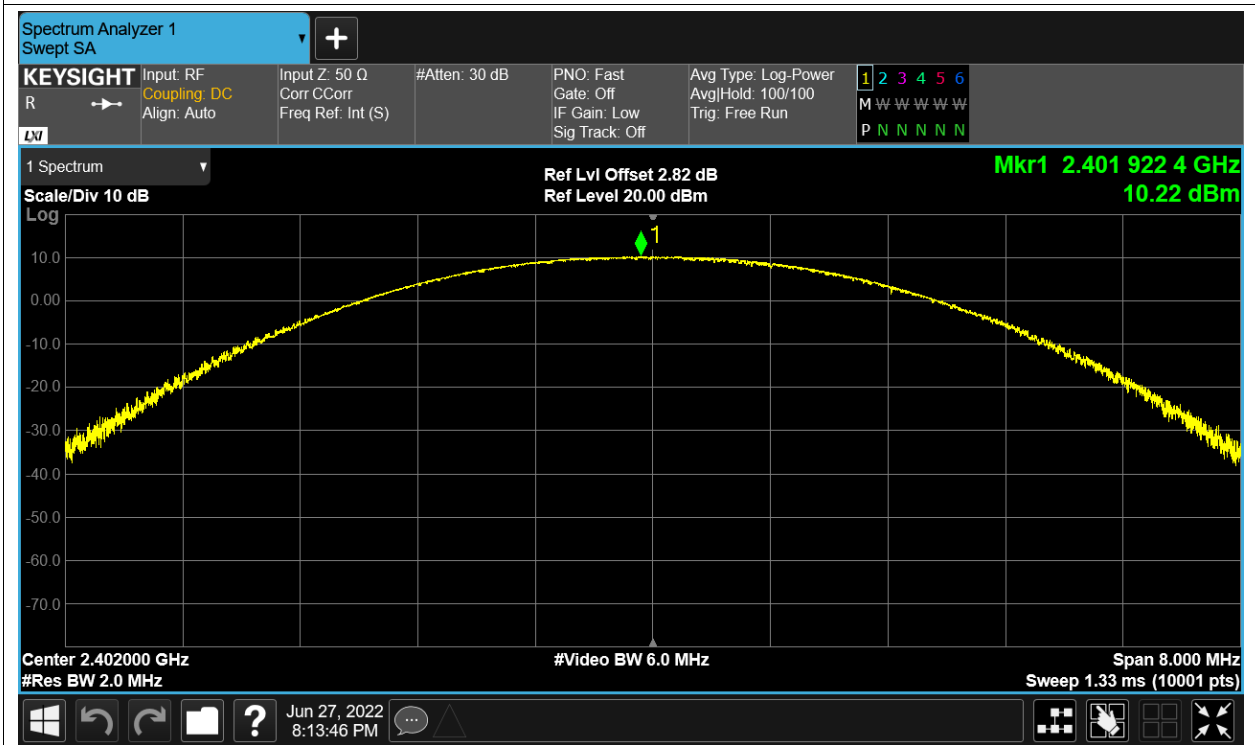 Spectrum Analyzer 1
Swept SA
+
KEYSIGHT
R
LXI
Input: RF
Coupling: DC
Align: Auto
Input Z: 50 Ω
Corr CCorr
Freq Ref: Int (S)
#Atten: 30 dB
PNO: Fast
Gate: Off
IF Gain: Low
Sig Track: Off
Avg Type: Log-Power
Avg|Hold: 100/100
Trig: Free Run
1 2 3 4 5 6
M W W W W W
P N N N N N
1 Spectrum
Scale/Div 10 dB
Log
Ref Lvl Offset 2.82 dB
Ref Level 20.00 dBm
Mkr1 2.401 922 4 GHz
10.22 dBm
1
10.0
0.00
-10.0
-20.0
-30.0
-40.0
-50.0
-60.0
-70.0
Center 2.402000 GHz
#Res BW 2.0 MHz
#Video BW 6.0 MHz
Span 8.000 MHz
Sweep 1.33 ms (10001 pts)
?
Jun 27, 2022
8:13:46 PM